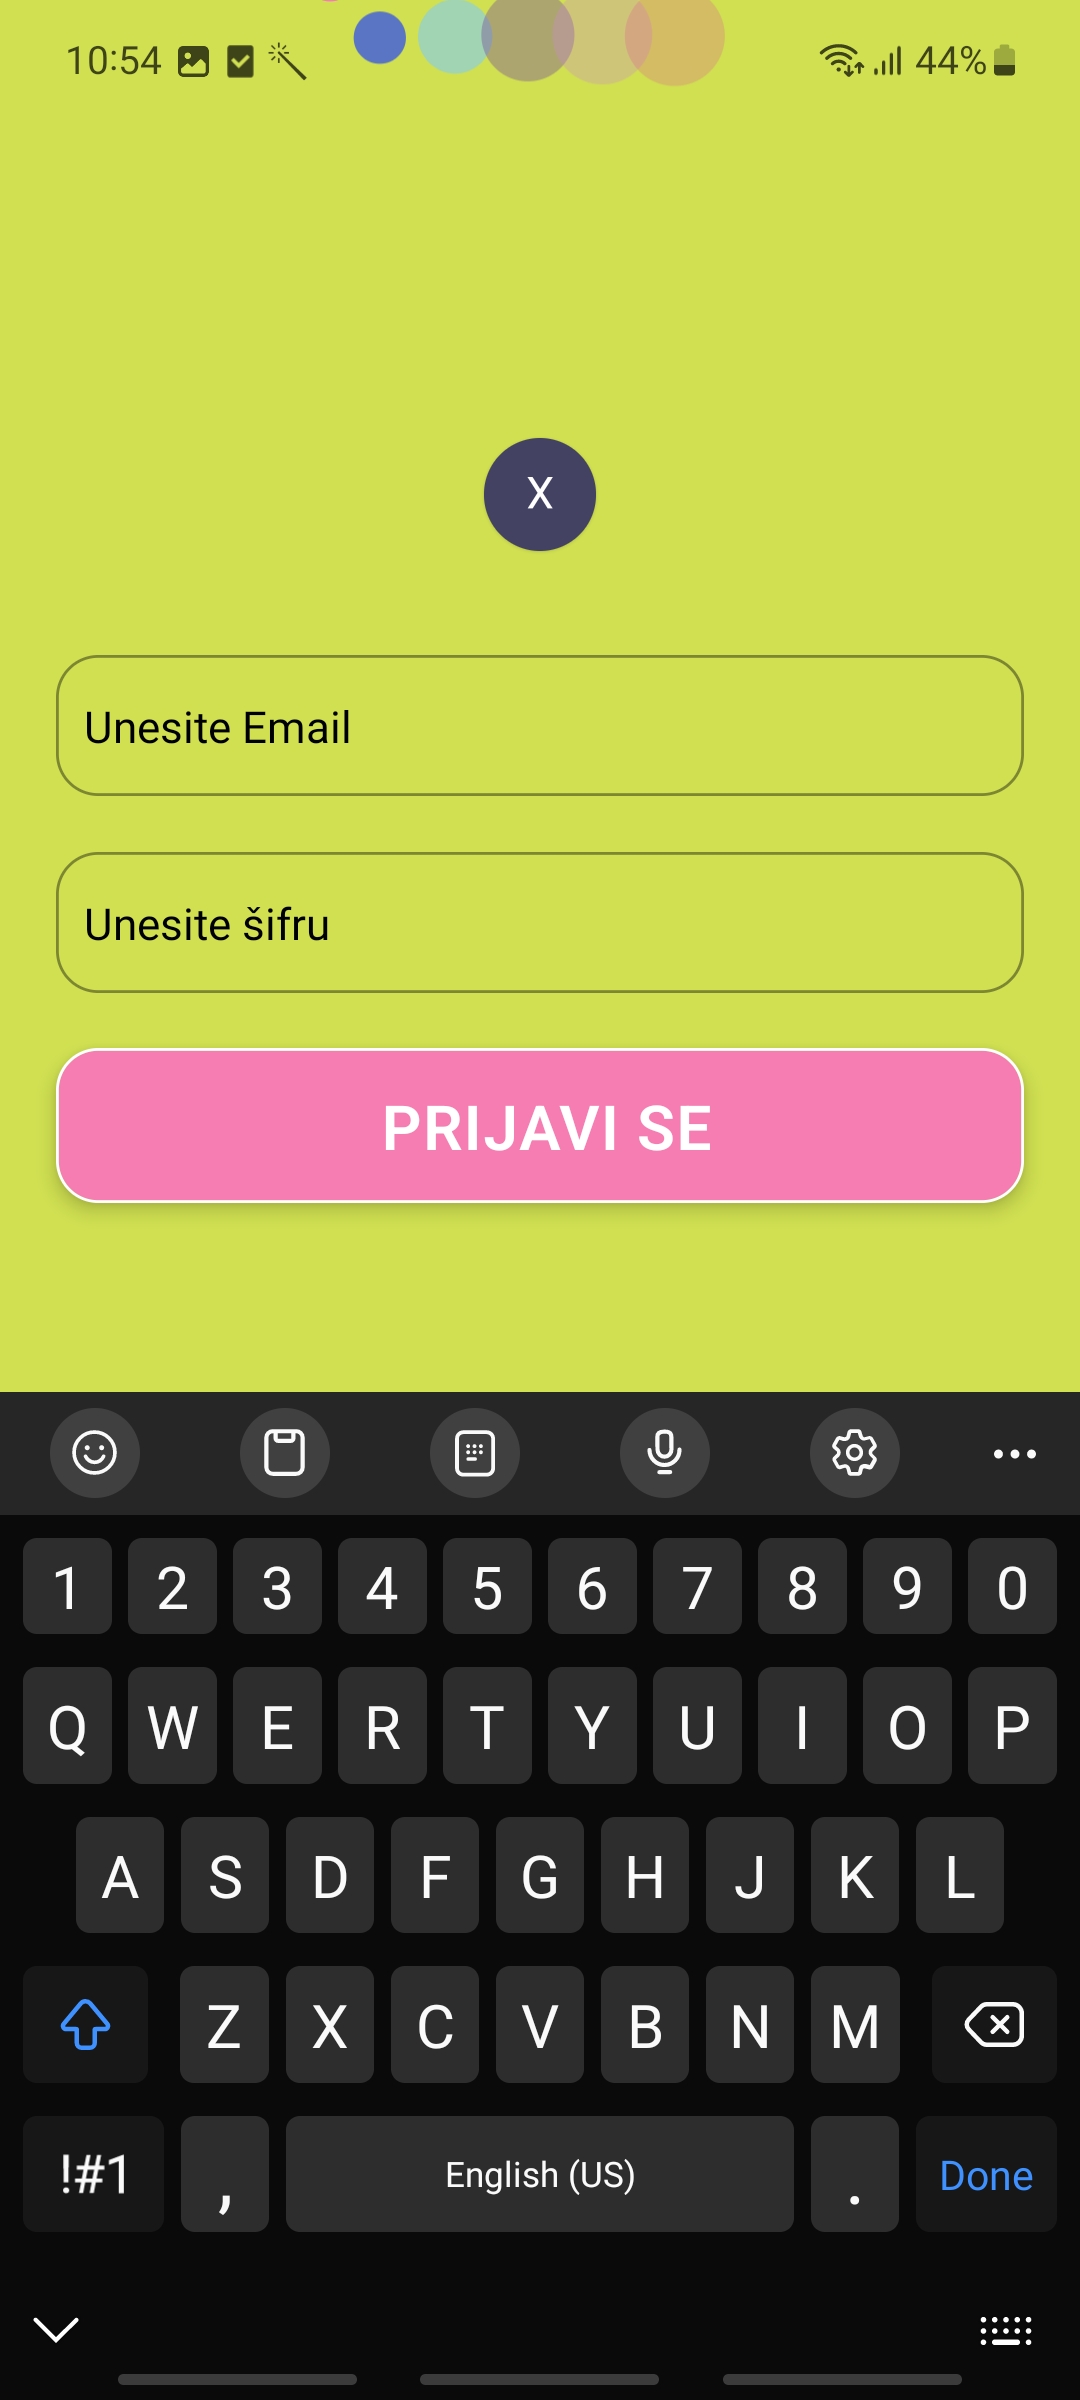 10:54 44%
X
Unesite Email
Unesite šifru
PRIJAVI SE
1 2 3 4 5 6 7 8 9 0
Q W E R T Y U I O P
A S D F G H J K L
Z X C V B N M
!#1 , English (US) . Done